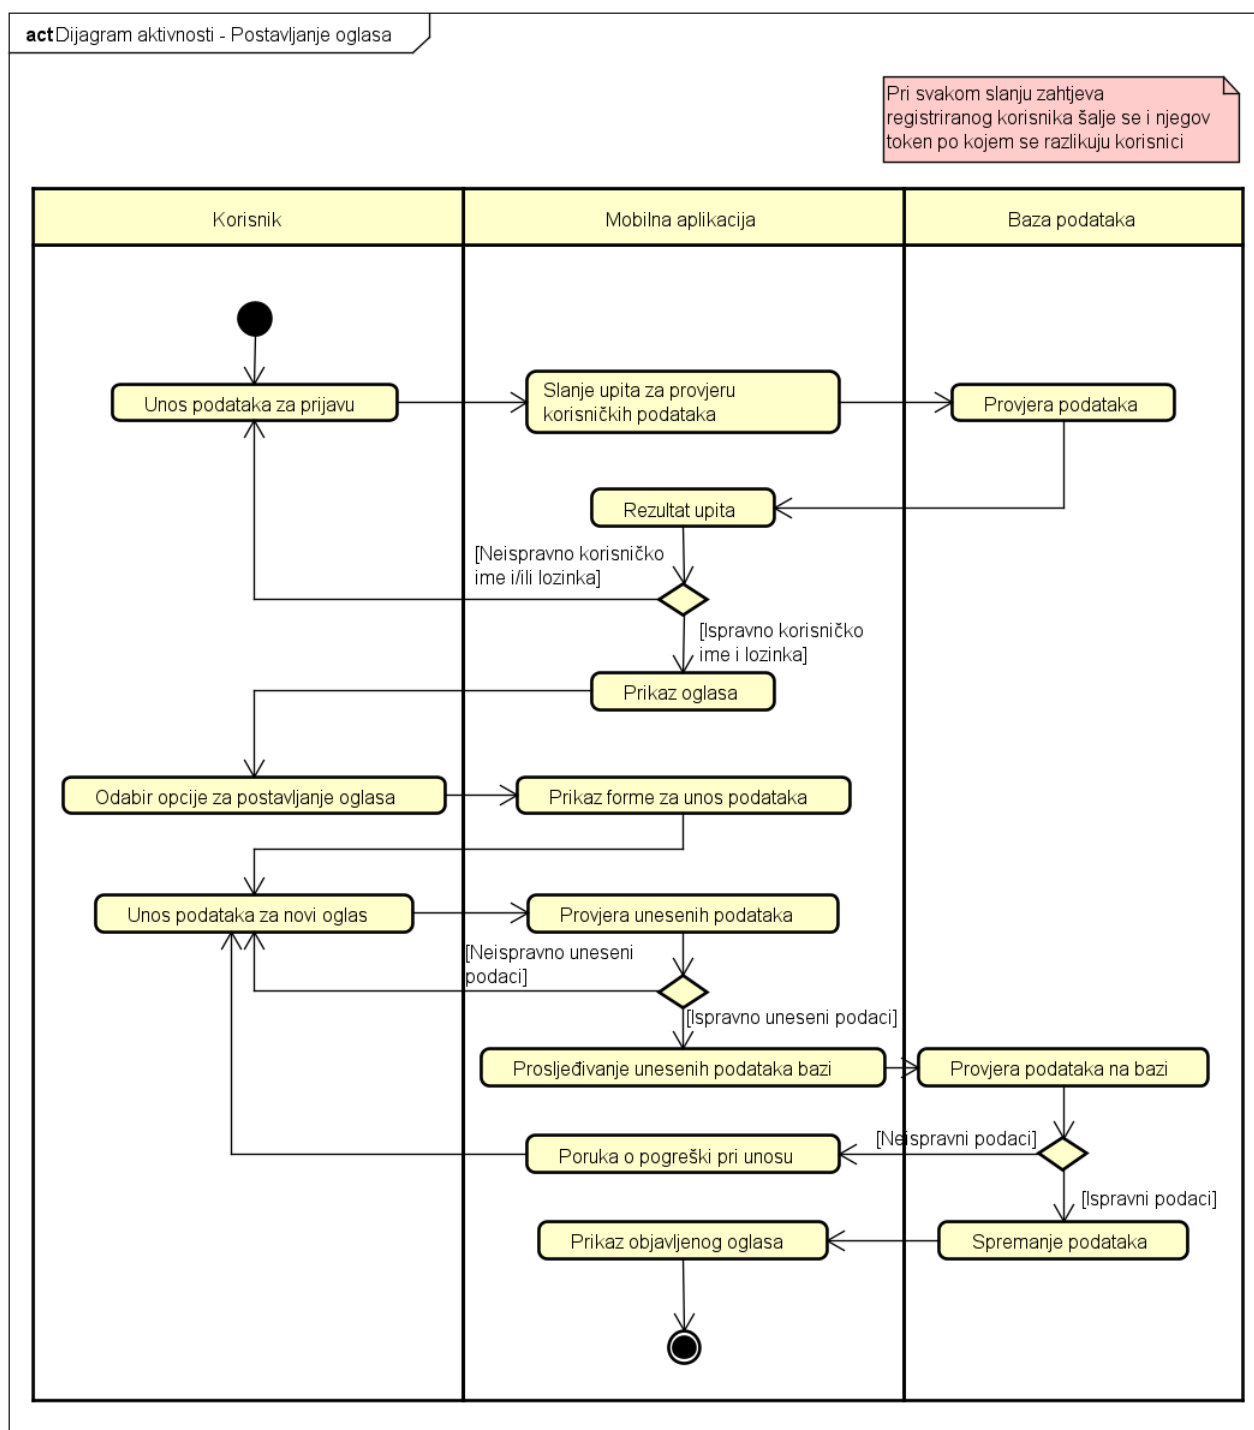 act Dijagram aktivnosti - Postavljanje oglasa
Pri svakom slanju zahtjeva
registriranog korisnika šalje se i njegov
token po kojem se razlikuju korisnici
Korisnik
Mobilna aplikacija
Baza podataka
Unos podataka za prijavu
Slanje upita za provjeru
korisničkih podataka
Provjera podataka
Rezultat upita
[Neispravno korisničko
ime i/ili lozinka]
[Ispravno korisničko
ime i lozinka]
Prikaz oglasa
Odabir opcije za postavljanje oglasa
Prikaz forme za unos podataka
Unos podataka za novi oglas
Provjera unesenih podataka
[Neispravno uneseni
podaci]
[Ispravno uneseni podaci]
Prosljeđivanje unesenih podataka bazi
Provjera podataka na bazi
[Neispravni podaci]
Poruka o pogreški pri unosu
[Ispravni podaci]
Prikaz objavljenog oglasa
Spremanje podataka